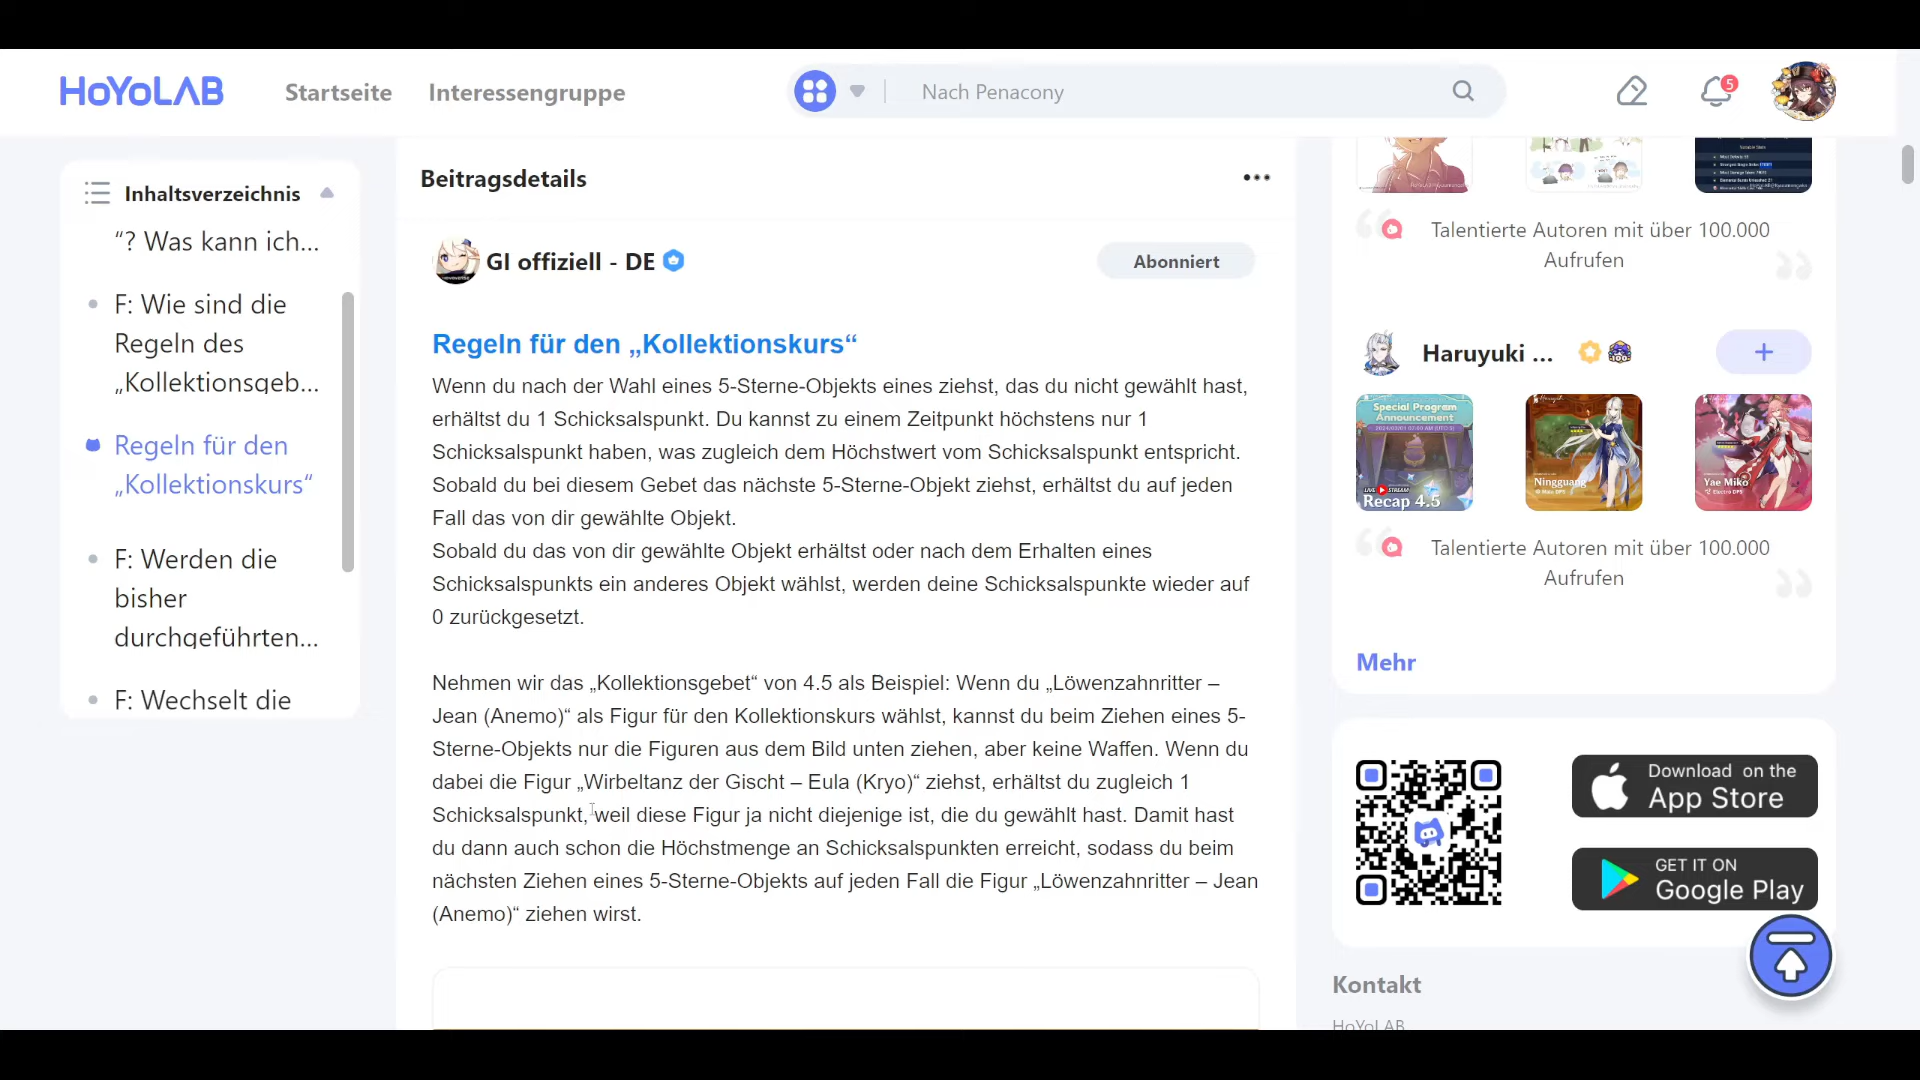 HoYoLAB
Startseite
Interessengruppe
Nach Penacony
5
Inhaltsverzeichnis
“? Was kann ich...
F: Wie sind die
Regeln des
„Kollektionsgeb...
Regeln für den
„Kollektionskurs“
F: Werden die
bisher
durchgeführten...
F: Wechselt die
Beitragsdetails
GI offiziell - DE
Abonniert
Regeln für den „Kollektionskurs“
Wenn du nach der Wahl eines 5-Sterne-Objekts eines ziehst, das du nicht gewählt hast,
erhältst du 1 Schicksalspunkt. Du kannst zu einem Zeitpunkt höchstens nur 1
Schicksalspunkt haben, was zugleich dem Höchstwert vom Schicksalspunkt entspricht.
Sobald du bei diesem Gebet das nächste 5-Sterne-Objekt ziehst, erhältst du auf jeden
Fall das von dir gewählte Objekt.
Sobald du das von dir gewählte Objekt erhältst oder nach dem Erhalten eines
Schicksalspunkts ein anderes Objekt wählst, werden deine Schicksalspunkte wieder auf
0 zurückgesetzt.
Nehmen wir das „Kollektionsgebet“ von 4.5 als Beispiel: Wenn du „Löwenzahnritter –
Jean (Anemo)“ als Figur für den Kollektionskurs wählst, kannst du beim Ziehen eines 5-
Sterne-Objekts nur die Figuren aus dem Bild unten ziehen, aber keine Waffen. Wenn du
dabei die Figur „Wirbeltanz der Gischt – Eula (Kryo)“ ziehst, erhältst du zugleich 1
Schicksalspunkt, weil diese Figur ja nicht diejenige ist, die du gewählt hast. Damit hast
du dann auch schon die Höchstmenge an Schicksalspunkten erreicht, sodass du beim
nächsten Ziehen eines 5-Sterne-Objekts auf jeden Fall die Figur „Löwenzahnritter – Jean
(Anemo)“ ziehen wirst.
Talentierte Autoren mit über 100.000
Aufrufen
Haruyuki ...
Special Program
Announcement
LIVE STREAM
Recap 4.5
Ningguang
Yae Miko
Electro DPS
Talentierte Autoren mit über 100.000
Aufrufen
Mehr
Download on the
App Store
GET IT ON
Google Play
Kontakt
HoYoLAB